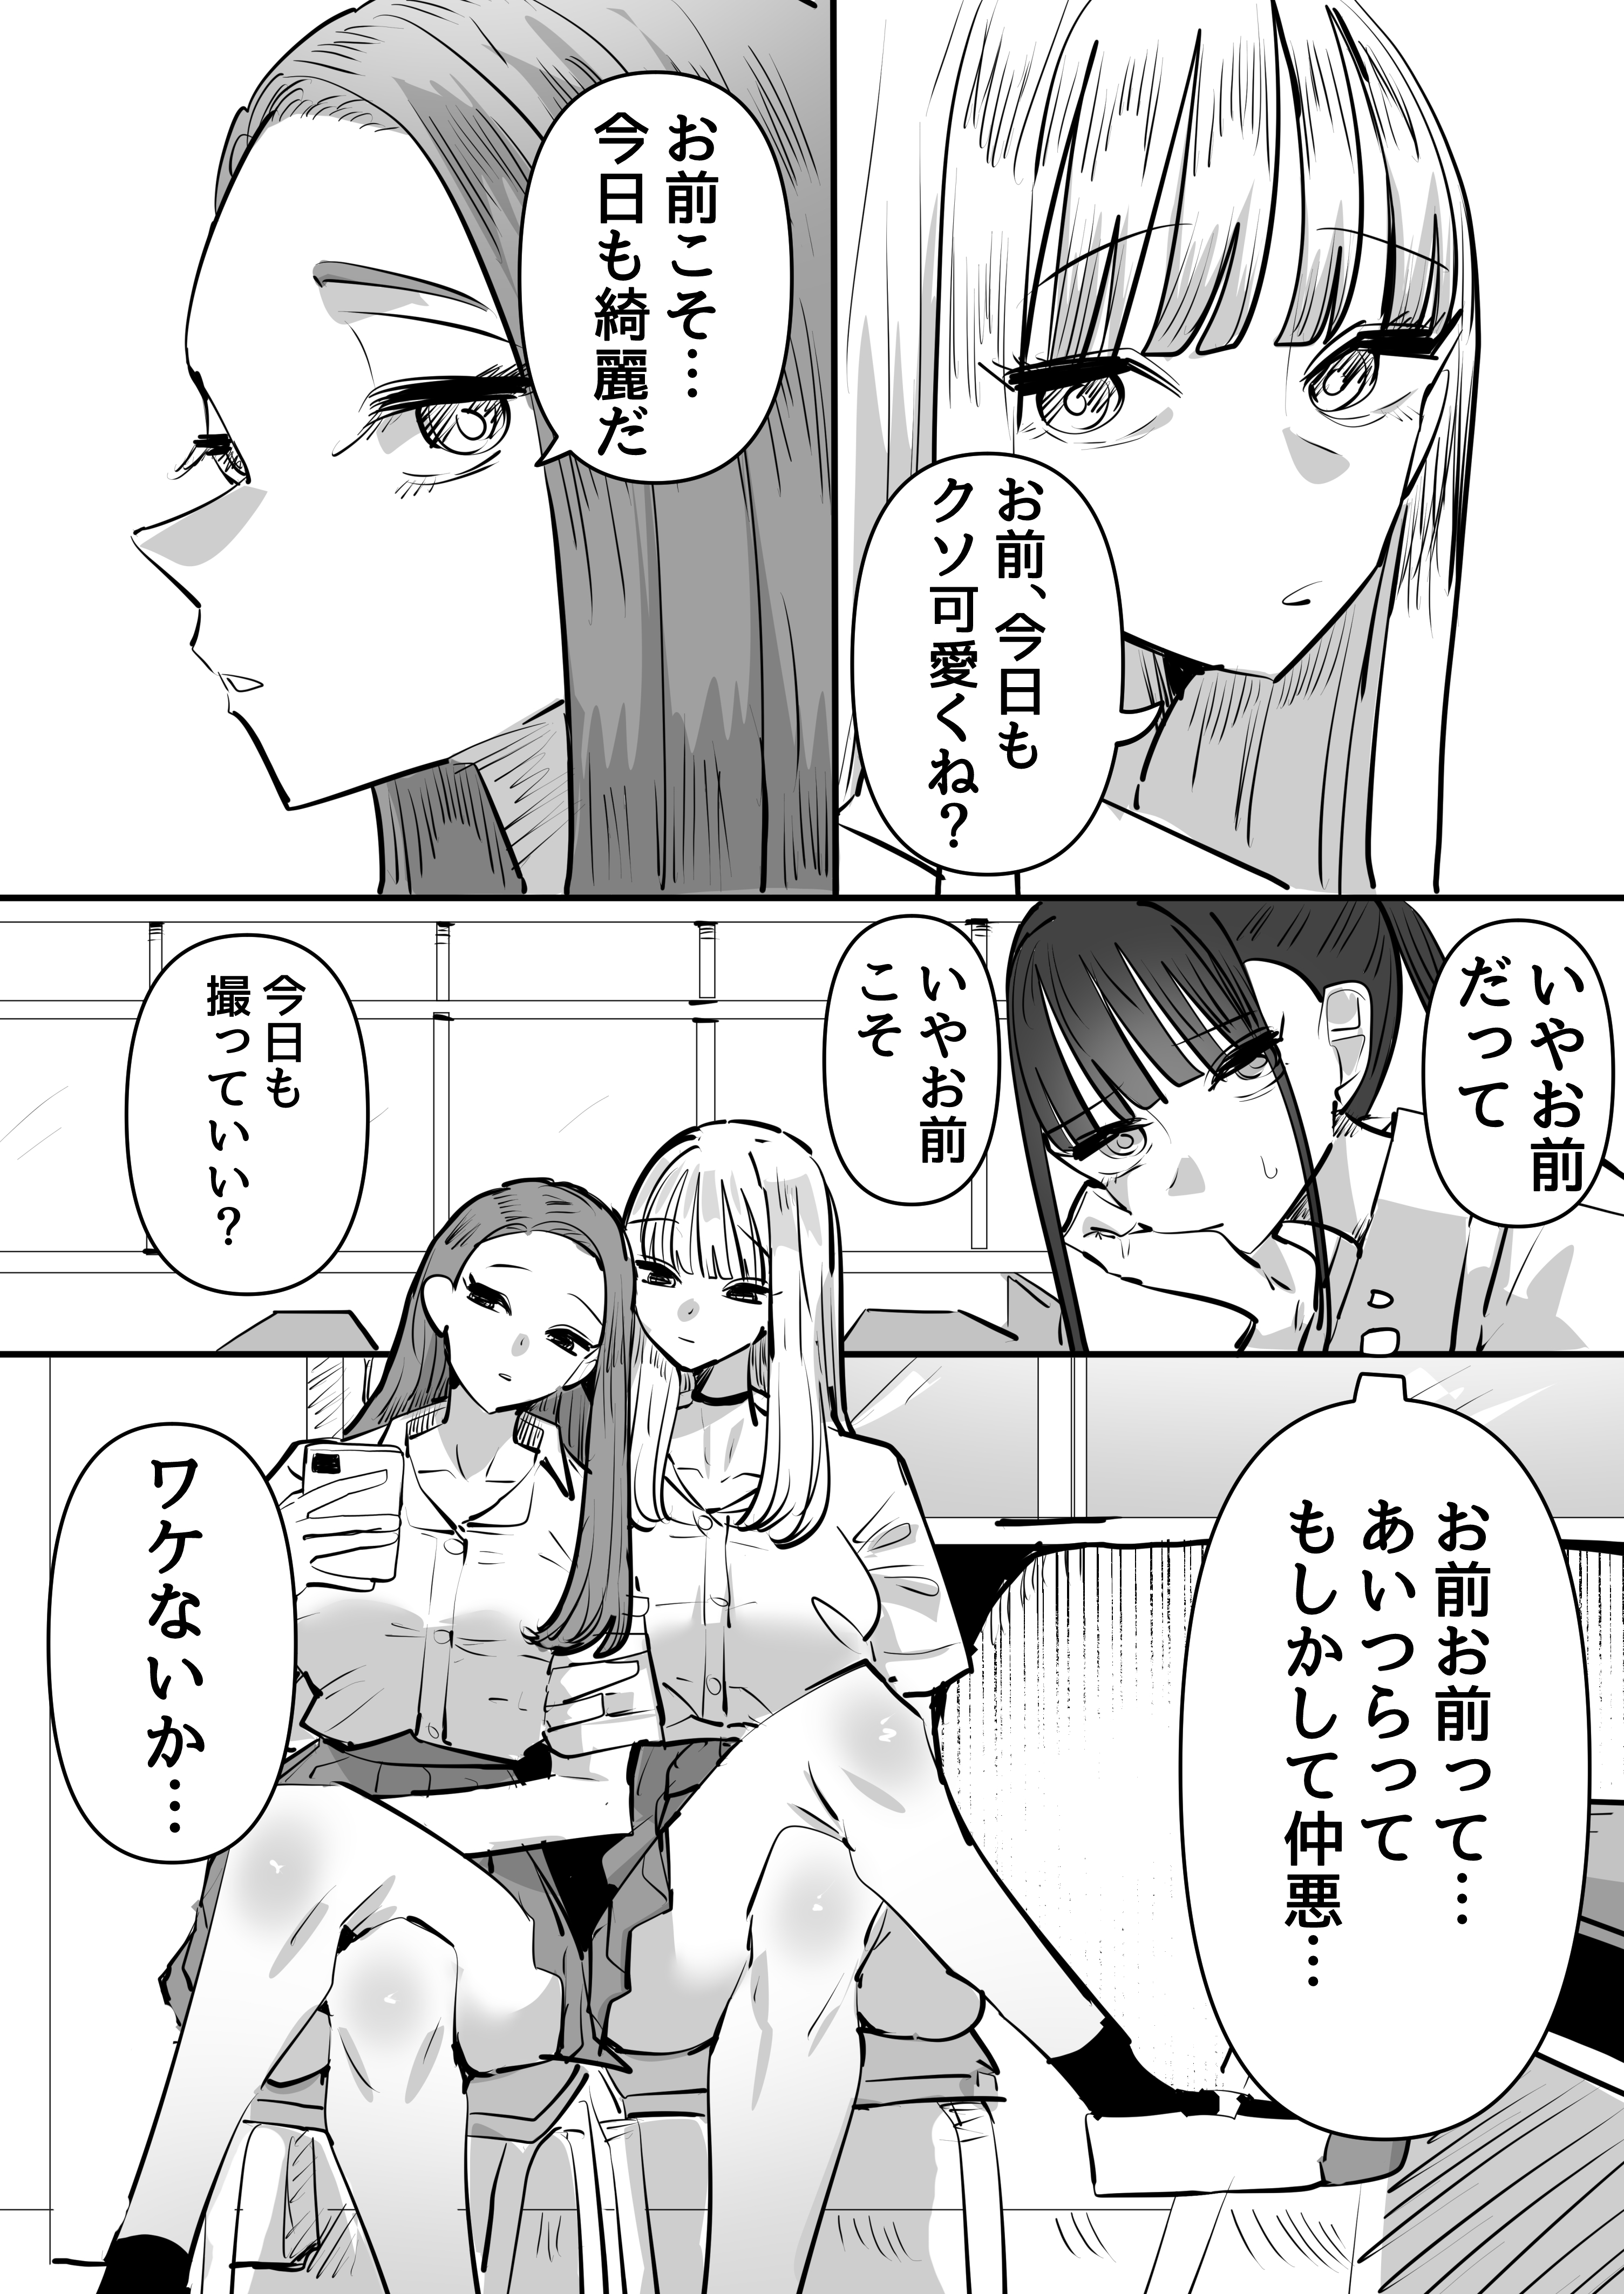 お前、今日も
クソ可愛くね？
お前こそ…
今日も綺麗だ
いやお前
だって
いやお前
こそ
今日も
撮っていい？
お前お前って…
あいつらって
もしかして仲悪…
ワケないか…